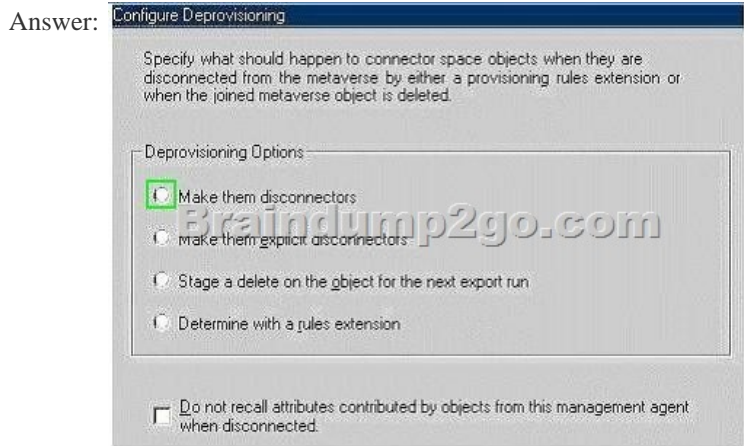 Answer:
Configure Deprovisioning
Specify what should happen to connector space objects when they are
disconnected from the metaverse by either a provisioning rules extension or
when the joined metaverse object is deleted.
Deprovisioning Options
Make them disconnectors
Braindump2go.com
Make them explicit disconnectors
Stage a delete on the object for the next export run
Determine with a rules extension
Do not recall attributes contributed by objects from this management agent
when disconnected.